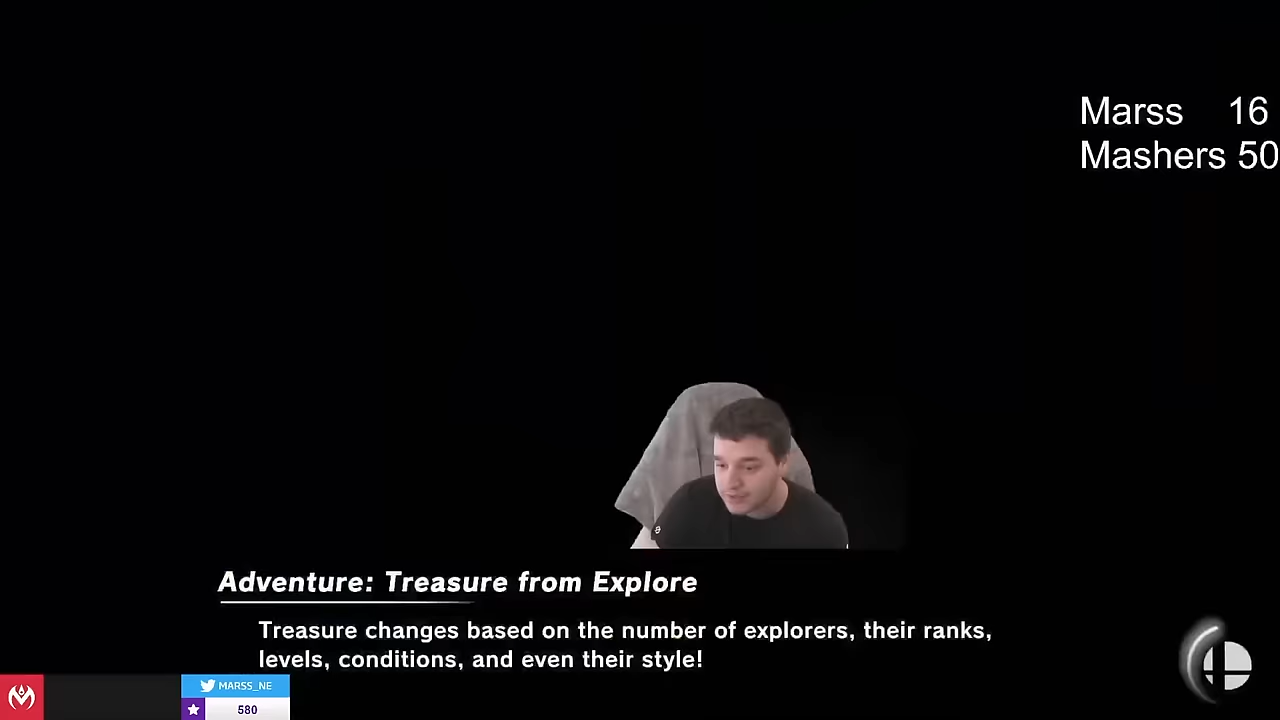 Marss 16
Mashers 50
Adventure: Treasure from Explore
Treasure changes based on the number of explorers, their ranks,
levels, conditions, and even their style!
MARSS_NE
580